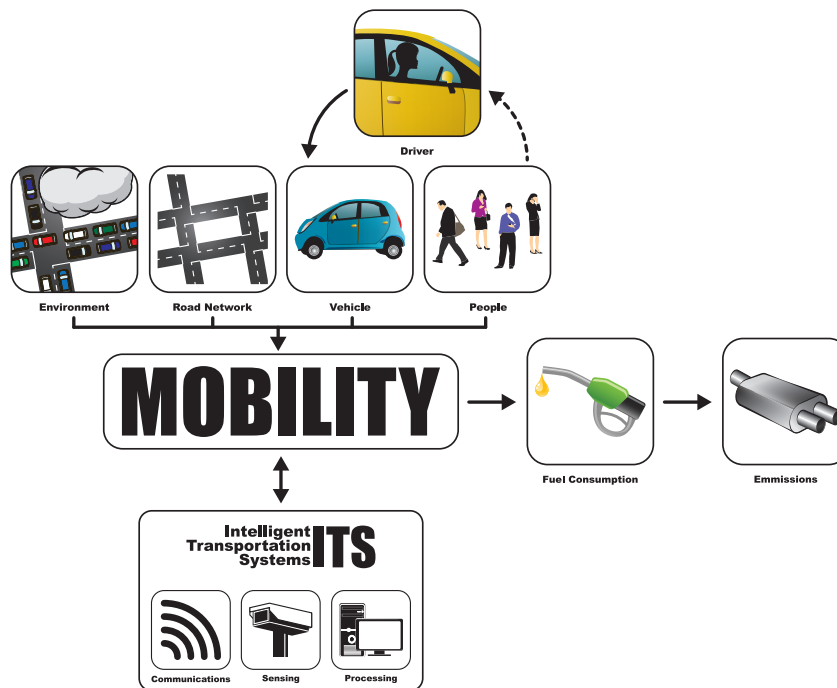 Driver
Environment
Road Network
Vehicle
People
MOBILITY
Fuel Consumption
Emmissions
Intelligent
Transportation
Systems
ITS
Communications
Sensing
Processing